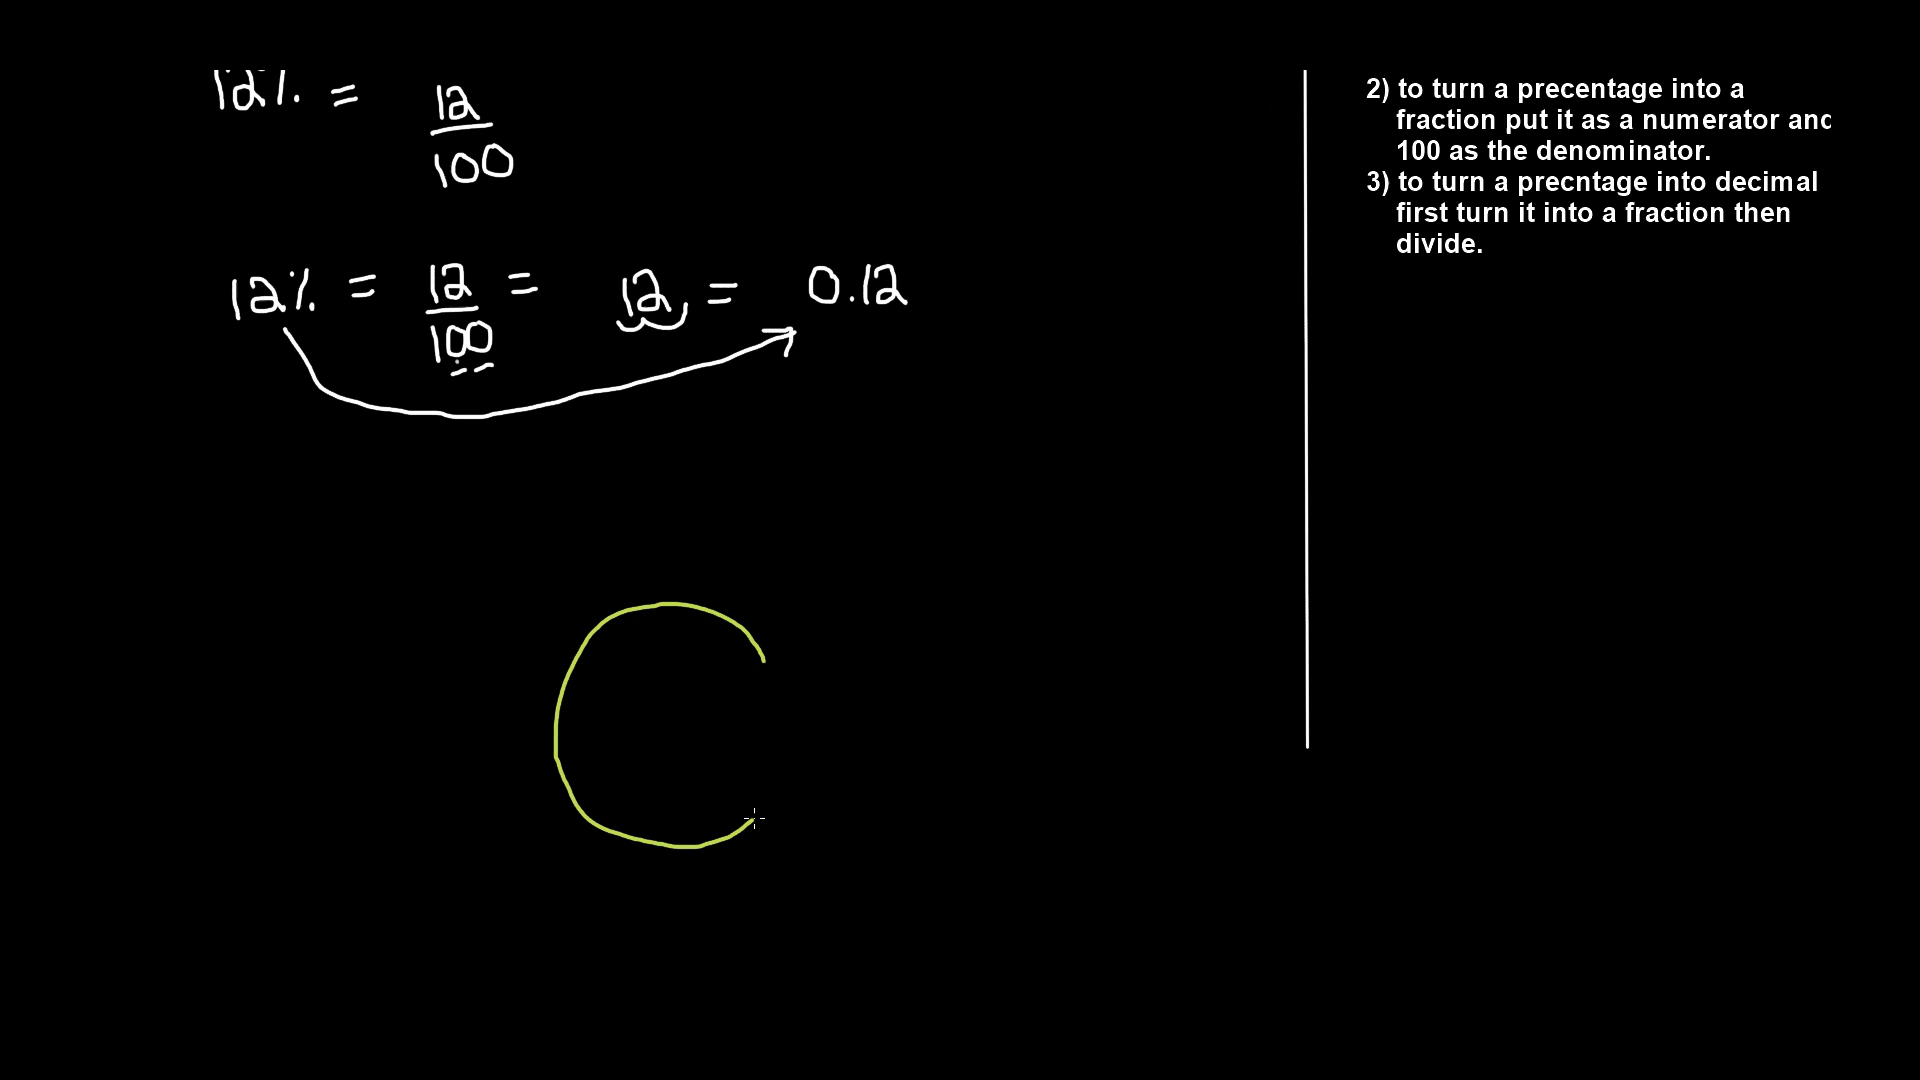 12% = 12/100
12% = 12/100 = 12 = 0.12
2) to turn a precentage into a
fraction put it as a numerator and
100 as the denominator.
3) to turn a precntage into decimal
first turn it into a fraction then
divide.